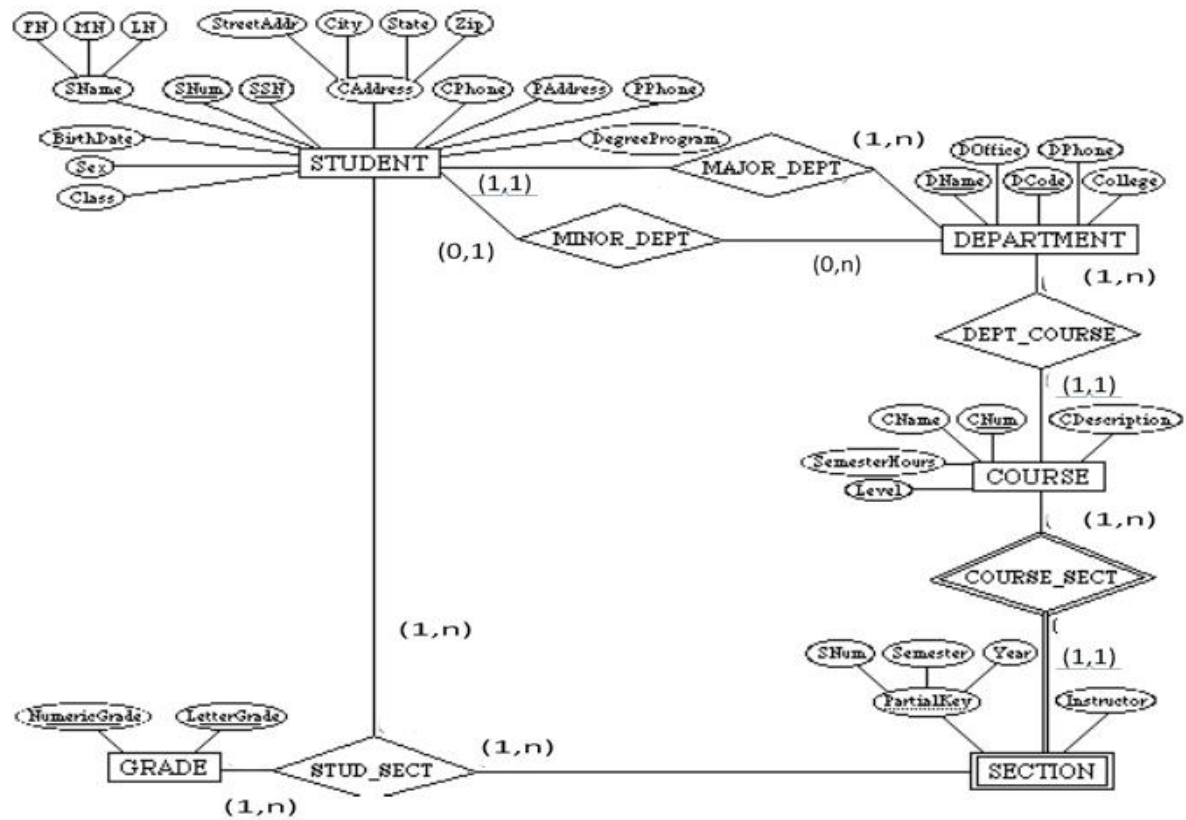 FN MN LN StreetAddr City State Zip
SName SNum SSN CAddress CPhone PAddress PPhone
BirthDate DegreeProgram
Sex STUDENT MAJOR_DEPT (1,n)
Class (1,1)
DOffice DPhone
DName DCode College
(0,1) MINOR_DEPT (0,n) DEPARTMENT
(1,n)
DEPT_COURSE
(1,1)
CName CNum CDescription
SemesterHours COURSE
Level
(1,n)
COURSE_SECT
(1,n)
SNum Semester Year (1,1)
PartialKey Instructor
NumericGrade LetterGrade
(1,n)
GRADE STUD_SECT SECTION
(1,n)